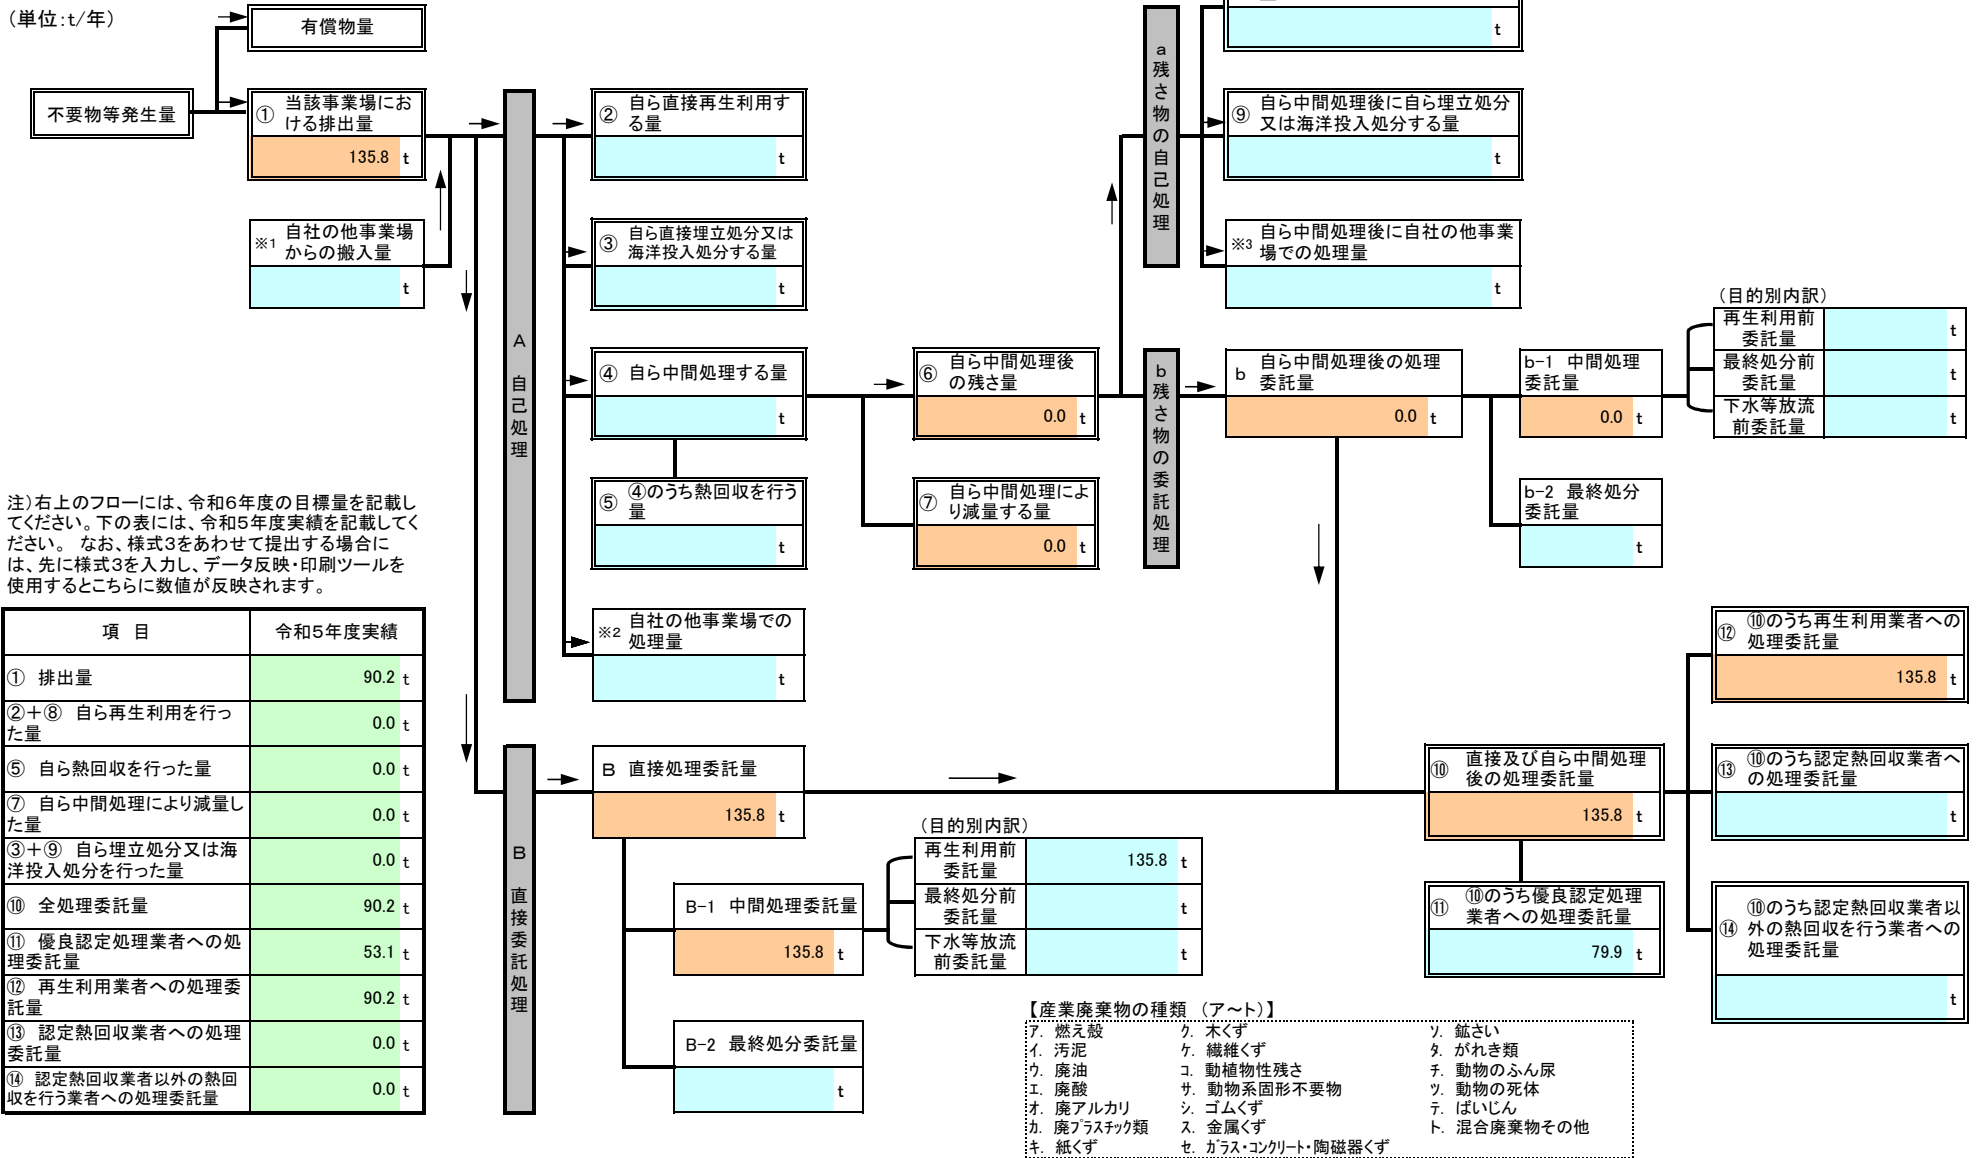 (単位:t/年)
有償物量
不要物等発生量
① 当該事業場にお
ける排出量
135.8 t
※1 自社の他事業場
からの搬入量
t
A 自己処理
② 自ら直接再生利用す
る量
t
③ 自ら直接埋立処分又は
海洋投入処分する量
t
④ 自ら中間処理する量
t
⑤ ④のうち熱回収を行う
量
t
※2 自社の他事業場での
処理量
t
⑥ 自ら中間処理後
の残さ量
0.0 t
⑦ 自ら中間処理によ
り減量する量
0.0 t
a残さ物の自己処理
t
⑨ 自ら中間処理後に自ら埋立処分
又は海洋投入処分する量
t
※3 自ら中間処理後に自社の他事業
場での処理量
t
b残さ物の委託処理
b 自ら中間処理後の処理
委託量
0.0 t
b-1 中間処理
委託量
0.0 t
b-2 最終処分
委託量
t
(目的別内訳)
再生利用前
委託量
t
最終処分前
委託量
t
下水等放流
前委託量
t
注)右上のフローには、令和6年度の目標量を記載し
てください。下の表には、令和5年度実績を記載してく
ださい。 なお、様式3をあわせて提出する場合に
は、先に様式3を入力し、データ反映・印刷ツールを
使用するとこちらに数値が反映されます。
項 目 令和5年度実績
① 排出量 90.2 t
②+⑧ 自ら再生利用を行っ
た量 0.0 t
⑤ 自ら熱回収を行った量 0.0 t
⑦ 自ら中間処理により減量し
た量 0.0 t
③+⑨ 自ら埋立処分又は海
洋投入処分を行った量 0.0 t
⑩ 全処理委託量 90.2 t
⑪ 優良認定処理業者への処
理委託量 53.1 t
⑫ 再生利用業者への処理委
託量 90.2 t
⑬ 認定熱回収業者への処理
委託量 0.0 t
⑭ 認定熱回収業者以外の熱回
収を行う業者への処理委託量 0.0 t
B 直接委託処理
B 直接処理委託量
135.8 t
B-1 中間処理委託量
135.8 t
B-2 最終処分委託量
t
(目的別内訳)
再生利用前
委託量
135.8 t
最終処分前
委託量
t
下水等放流
前委託量
t
⑩ 直接及び自ら中間処理
後の処理委託量
135.8 t
⑪ ⑩のうち優良認定処理
業者への処理委託量
79.9 t
⑫ ⑩のうち再生利用業者への
処理委託量
135.8 t
⑬ ⑩のうち認定熱回収業者へ
の処理委託量
t
⑭ ⑩のうち認定熱回収業者以
外の熱回収を行う業者への
処理委託量
t
【産業廃棄物の種類 (ア~ト)】
ア. 燃え殻 ク. 木くず ソ. 鉱さい
イ. 汚泥 ケ. 繊維くず タ. がれき類
ウ. 廃油 コ. 動植物性残さ チ. 動物のふん尿
エ. 廃酸 サ. 動物系固形不要物 ツ. 動物の死体
オ. 廃アルカリ シ. ゴムくず テ. ばいじん
カ. 廃プラスチック類 ス. 金属くず ト. 混合廃棄物その他
キ. 紙くず セ. ガラス・コンクリート・陶磁器くず